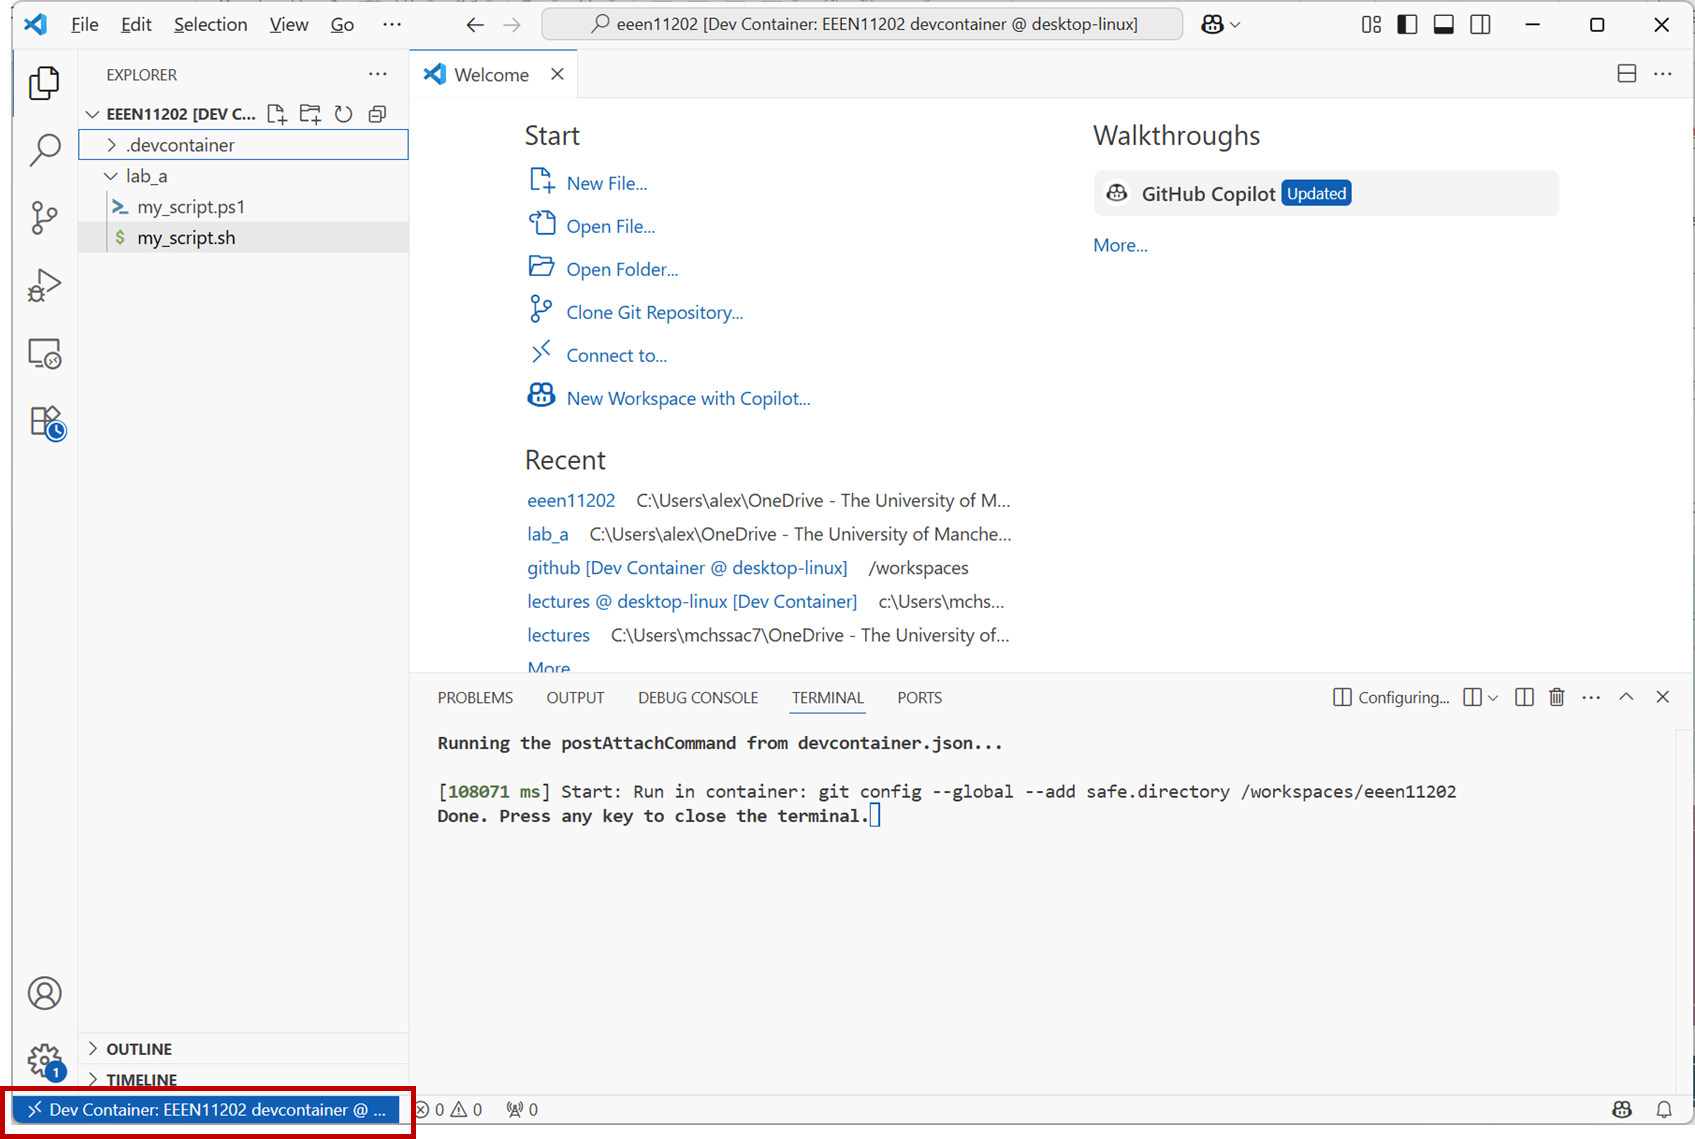 File Edit Selection View Go ···
eeen11202 [Dev Container: EEEN11202 devcontainer @ desktop-linux]
EXPLORER
EEEN11202 [DEV C...
.devcontainer
lab_a
my_script.ps1
$ my_script.sh
OUTLINE
TIMELINE
Welcome
Start
New File...
Open File...
Open Folder...
Clone Git Repository...
Connect to...
New Workspace with Copilot...
Recent
eeen11202 C:\Users\alex\OneDrive - The University of M...
lab_a C:\Users\alex\OneDrive - The University of Manche...
github [Dev Container @ desktop-linux] /workspaces
lectures @ desktop-linux [Dev Container] c:\Users\mchs...
lectures C:\Users\mchssac7\OneDrive - The University of...
More
Walkthroughs
GitHub Copilot Updated
More...
PROBLEMS OUTPUT DEBUG CONSOLE TERMINAL PORTS Configuring...
Running the postAttachCommand from devcontainer.json...
[108071 ms] Start: Run in container: git config --global --add safe.directory /workspaces/eeen11202
Done. Press any key to close the terminal.
1
Dev Container: EEEN11202 devcontainer @ ... 0 0 0